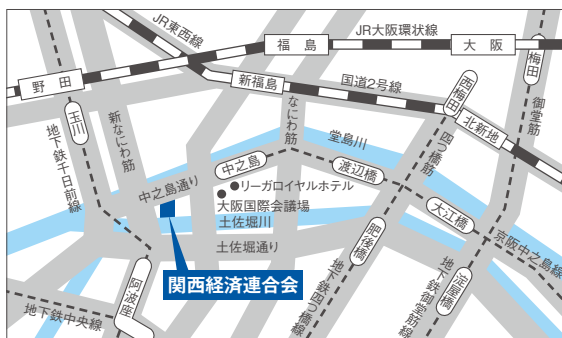 JR東西線
福島
JR大阪環状線
大阪
梅田
野田
新福島
国道2号線
西梅田
北新地
御堂筋
玉川
新なにわ筋
なにわ筋
四つ橋筋
地下鉄千日前線
堂島川
中之島
渡辺橋
中之島通り
リーガロイヤルホテル
大阪国際会議場
大江橋
土佐堀川
肥後橋
京阪中之島線
土佐堀通り
淀屋橋
関西経済連合会
阿波座
地下鉄四つ橋線
地下鉄御堂筋線
地下鉄中央線